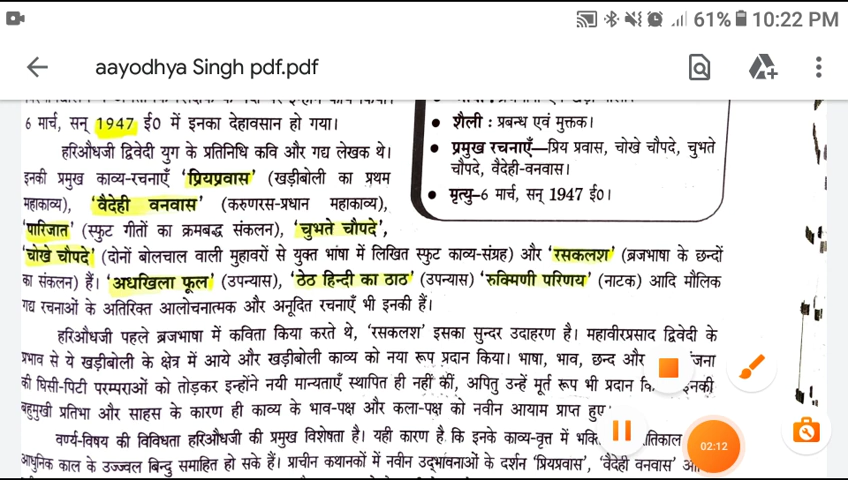 61% 10:22 PM
aayodhya Singh pdf.pdf
6 मार्च, सन् 1947 ई0 में इनका देहावसान हो गया।
हरिऔधजी द्विवेदी युग के प्रतिनिधि कवि और गद्य लेखक थे।
इनकी प्रमुख काव्य-रचनाएँ 'प्रियप्रवास' (खड़ीबोली का प्रथम
महाकाव्य), 'वैदेही वनवास' (करुणरस-प्रधान महाकाव्य),
'पारिजात' (स्फुट गीतों का क्रमबद्ध संकलन), 'चुभते चौपदे',
• शैली : प्रबन्ध एवं मुक्तक।
• प्रमुख रचनाएँ—प्रिय प्रवास, चोखे चौपदे, चुभते
चौपदे, वैदेही-वनवास।
• मृत्यु–6 मार्च, सन् 1947 ई0।
'चोखे चौपदे' (दोनों बोलचाल वाली मुहावरों से युक्त भाषा में लिखित स्फुट काव्य-संग्रह) और 'रसकलश' (ब्रजभाषा के छन्दों
का संकलन) हैं। 'अधखिला फूल' (उपन्यास), 'ठेठ हिन्दी का ठाठ' (उपन्यास) 'रुक्मिणी परिणय' (नाटक) आदि मौलिक
गद्य रचनाओं के अतिरिक्त आलोचनात्मक और अनूदित रचनाएँ भी इनकी हैं।
हरिऔधजी पहले ब्रजभाषा में कविता किया करते थे, 'रसकलश' इसका सुन्दर उदाहरण है। महावीरप्रसाद द्विवेदी के
प्रभाव से ये खड़ीबोली के क्षेत्र में आये और खड़ीबोली काव्य को नया रूप प्रदान किया। भाषा, भाव, छन्द और जना
की घिसी-पिटी परम्पराओं को तोड़कर इन्होंने नयी मान्यताएँ स्थापित ही नहीं कीं, अपितु उन्हें मूर्त रूप भी प्रदान कि इनकी
बहुमुखी प्रतिभा और साहस के कारण ही काव्य के भाव-पक्ष और कला-पक्ष को नवीन आयाम प्राप्त हुए
वर्ण्य-विषय की विविधता हरिऔधजी की प्रमुख विशेषता है। यही कारण है कि इनके काव्य-वृत्त में भक्ति तिकाल
आधुनिक काल के उज्ज्वल बिन्दु समाहित हो सके हैं। प्राचीन कथानकों में नवीन उद्भावनाओं के दर्शन 'प्रियप्रवास', 'वैदेही वनवास' आ
02:12